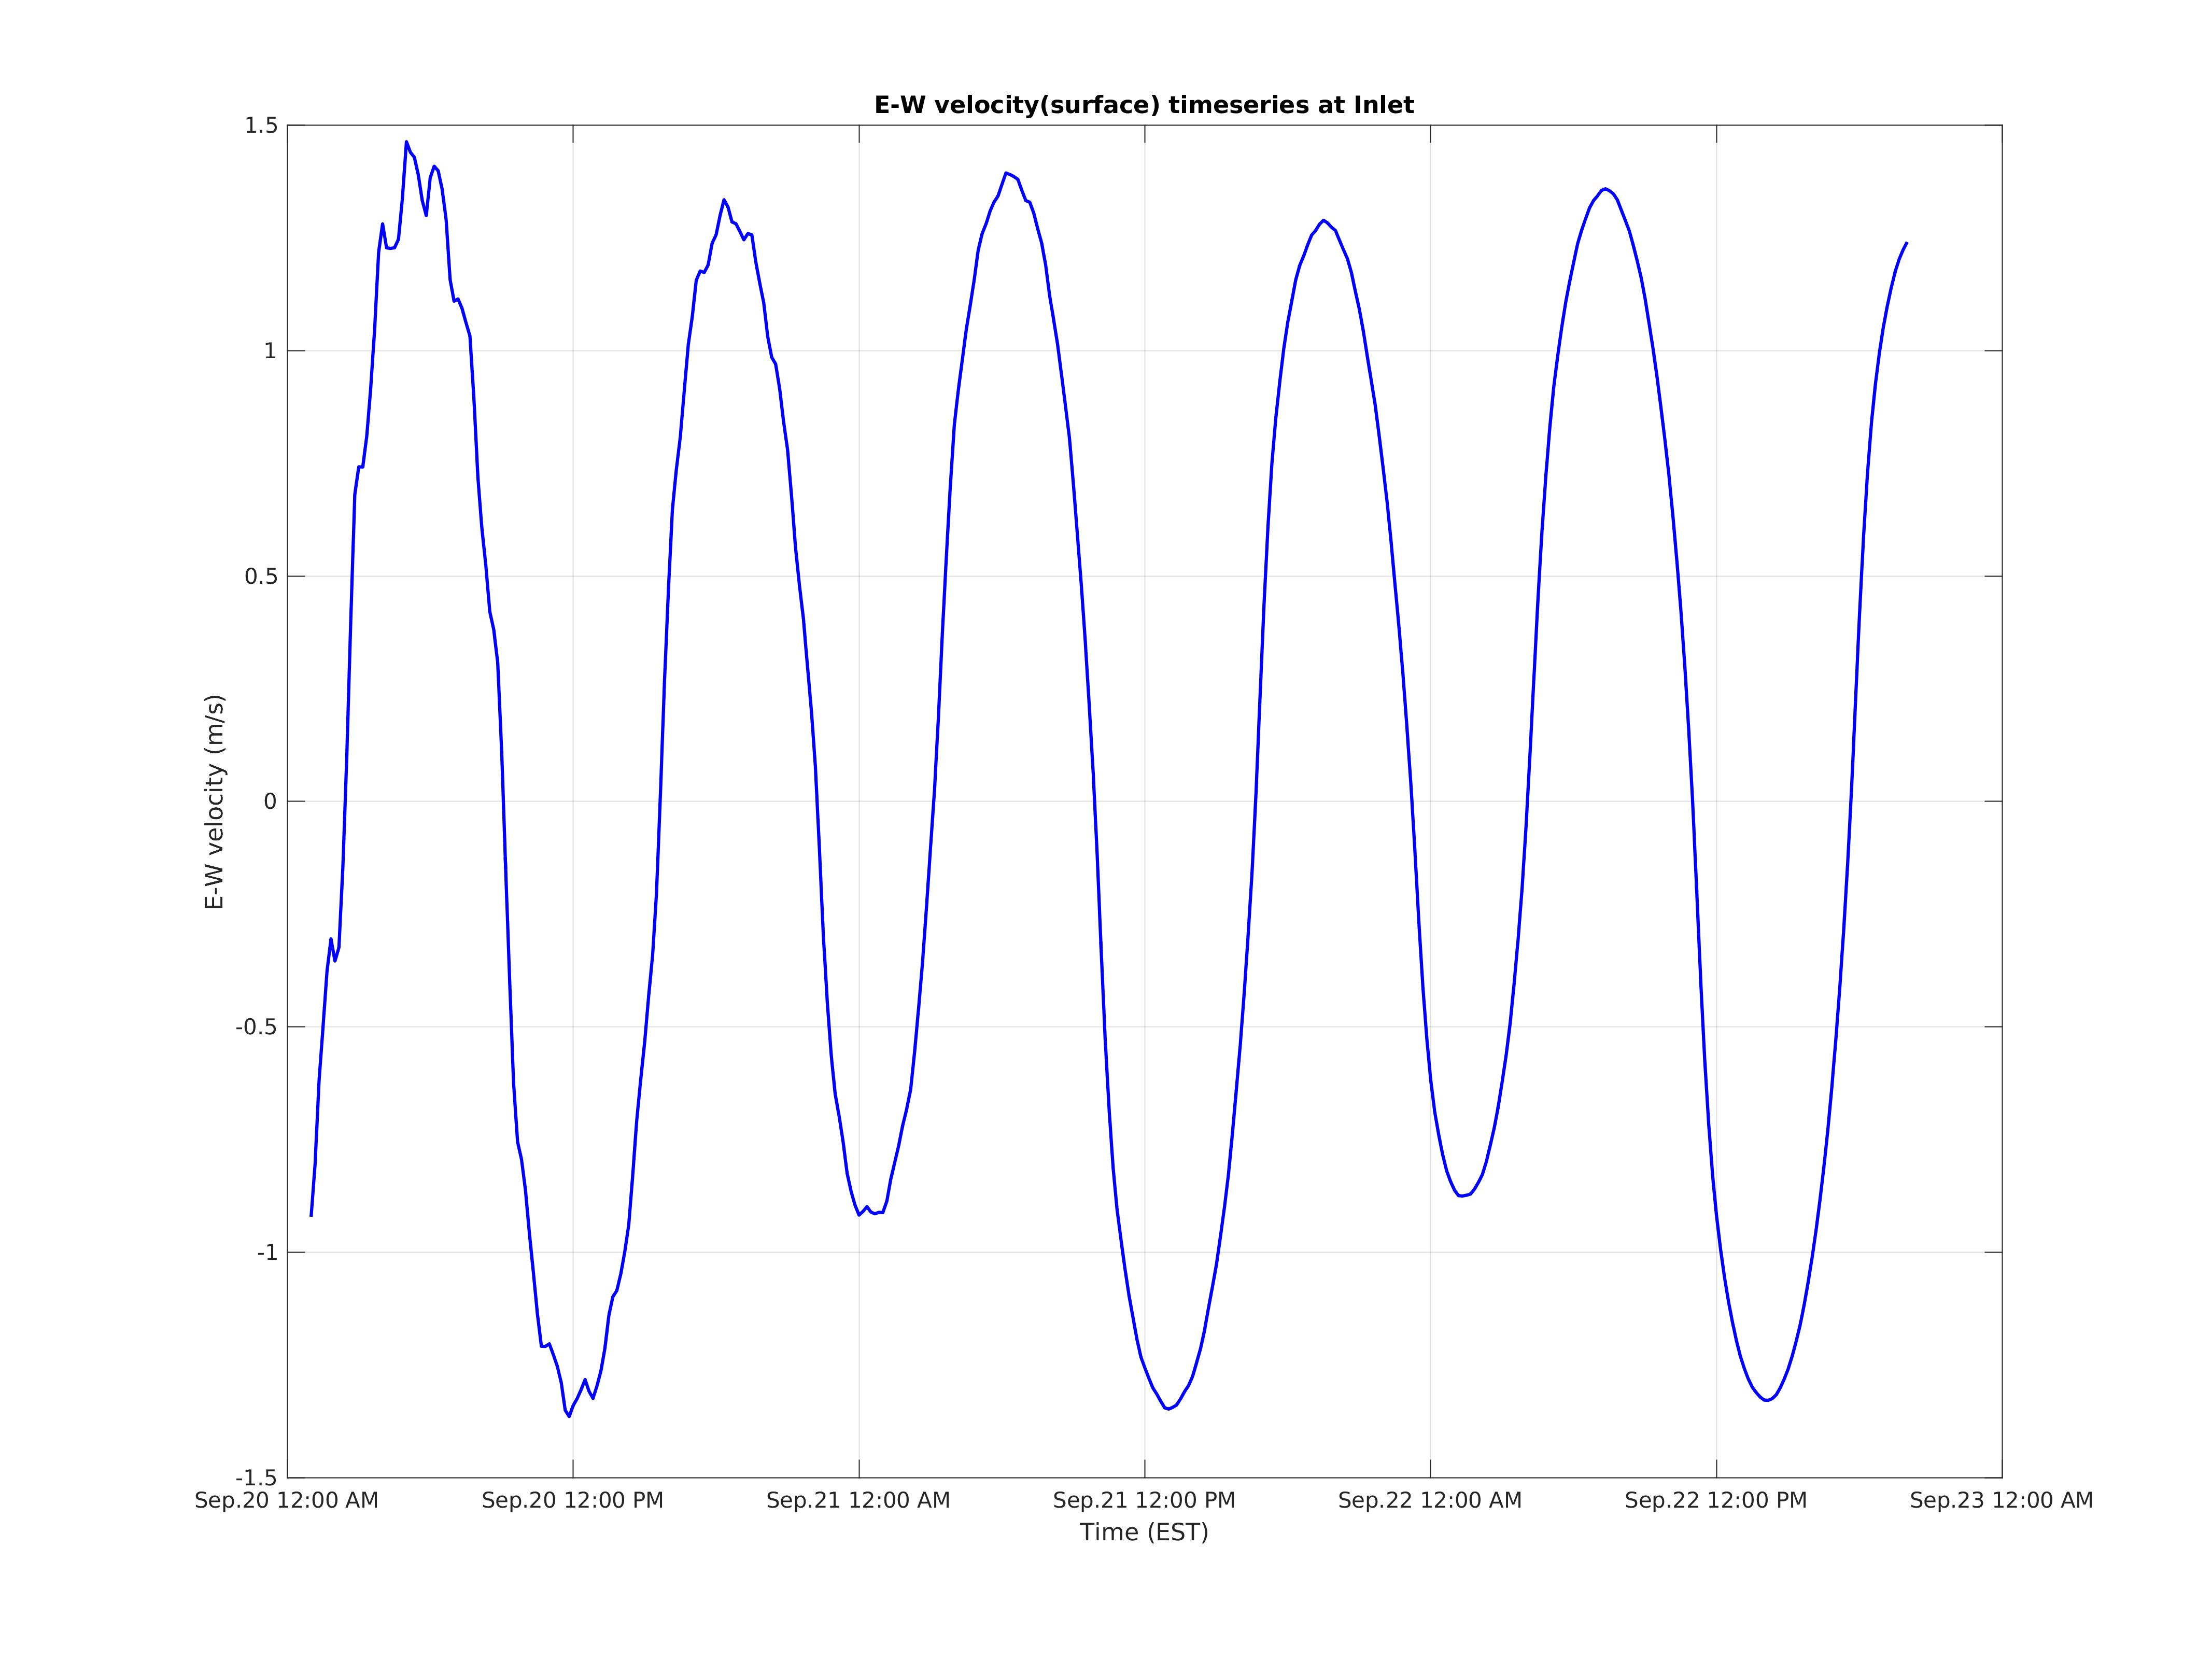 E-W velocity(surface) timeseries at Inlet
1.5
1
0.5
0
-0.5
-1
-1.5
E-W velocity (m/s)
Sep.20 12:00 AM Sep.20 12:00 PM Sep.21 12:00 AM Sep.21 12:00 PM Sep.22 12:00 AM Sep.22 12:00 PM Sep.23 12:00 AM
Time (EST)